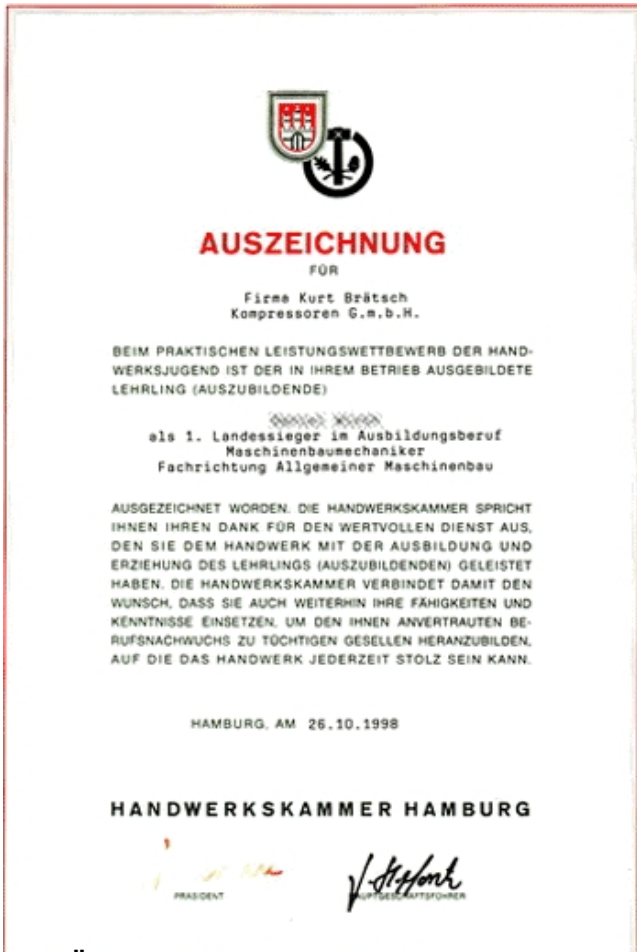 AUSZEICHNUNG
FÜR
Firma Kurt Brätsch
Kompressoren G.m.b.H.
BEIM PRAKTISCHEN LEISTUNGSWETTBEWERB DER HAND-
WERKSJUGEND IST DER IN IHREM BETRIEB AUSGEBILDETE
LEHRLING (AUSZUBILDENDE)
als 1. Landessieger im Ausbildungsberuf
Maschinenbaumechaniker
Fachrichtung Allgemeiner Maschinenbau
AUSGEZEICHNET WORDEN. DIE HANDWERKSKAMMER SPRICHT
IHNEN IHREN DANK FÜR DEN WERTVOLLEN DIENST AUS,
DEN SIE DEM HANDWERK MIT DER AUSBILDUNG UND
ERZIEHUNG DES LEHRLINGS (AUSZUBILDENDEN) GELEISTET
HABEN. DIE HANDWERKSKAMMER VERBINDET DAMIT DEN
WUNSCH, DASS SIE AUCH WEITERHIN IHRE FÄHIGKEITEN UND
KENNTNISSE EINSETZEN, UM DEN IHNEN ANVERTRAUTEN BE-
RUFSNACHWUCHS ZU TÜCHTIGEN GESELLEN HERANZUBILDEN,
AUF DIE DAS HANDWERK JEDERZEIT STOLZ SEIN KANN.
HAMBURG, AM 26.10.1998
HANDWERKSKAMMER HAMBURG
PRÄSIDENT HAUPTGESCHÄFTSFÜHRER